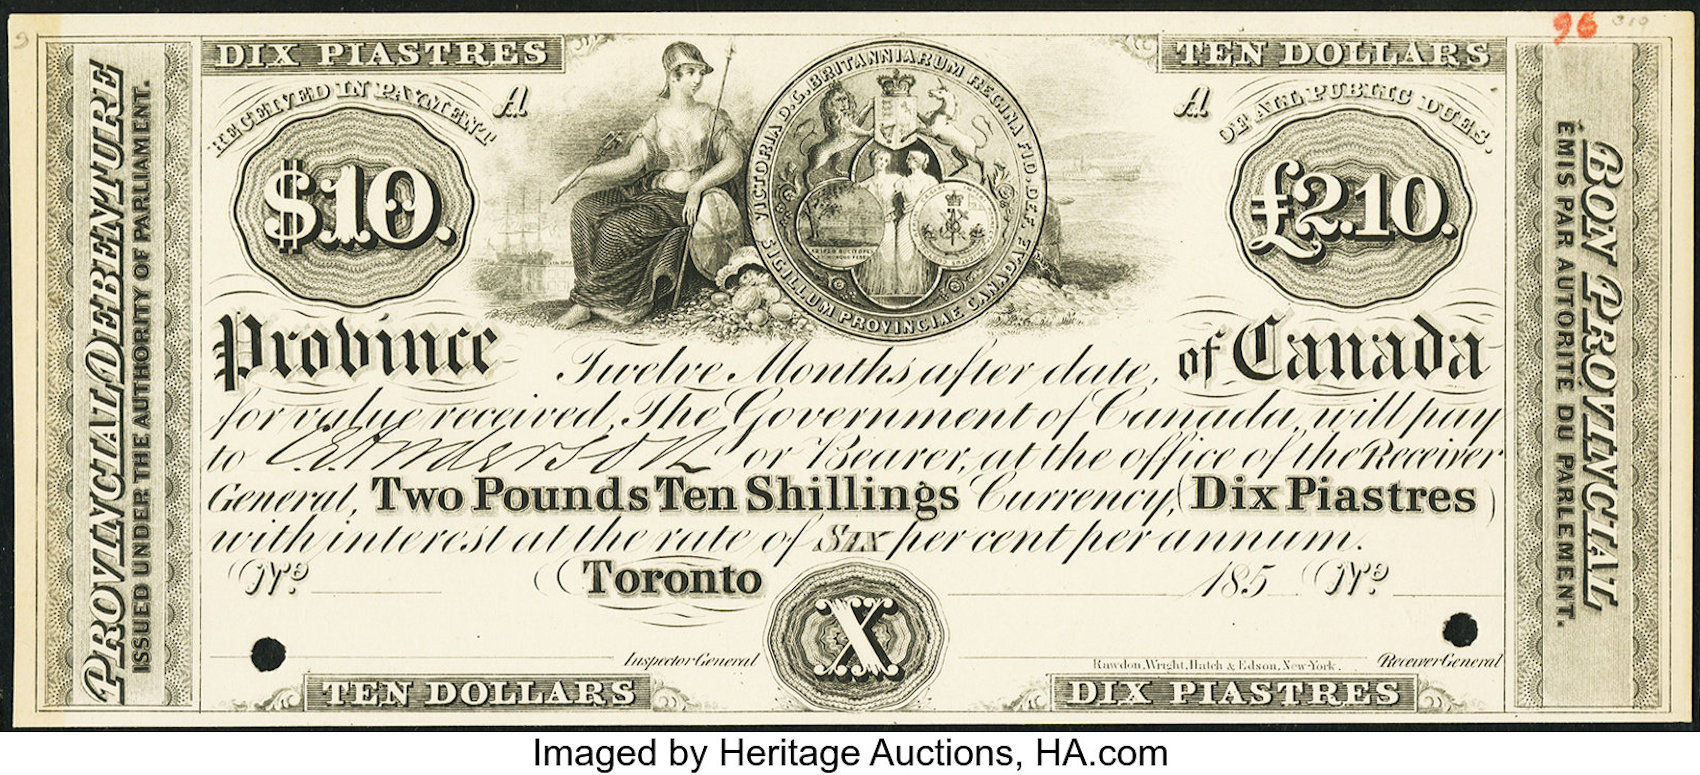 96 310
DIX PIASTRES
TEN DOLLARS
RECEIVED IN PAYMENT
A
A
OF ALL PUBLIC DUES.
$10.
VICTORIA D.G. BRITANNIARUM REGINA FID. DEF. E
SIGILLUM PROVINCIAE CANADA
£2.10.
PROVINCIAL DEBENTURE
ISSUED UNDER THE AUTHORITY OF PARLIAMENT.
BON PROVINCIAL
ÉMIS PAR AUTORITÉ DU PARLEMENT.
Province of Canada
Twelve Months after date,
for value received, The Government of Canada, will pay
to C E Anderson or Bearer, at the office of the Receiver
General, Two Pounds Ten Shillings Currency, (Dix Piastres)
with interest at the rate of Six per cent per annum.
No. Toronto 185 No.
X
Inspector General
Rawdon, Wright, Hatch & Edson, New-York.
Receiver General
TEN DOLLARS
DIX PIASTRES
Imaged by Heritage Auctions, HA.com